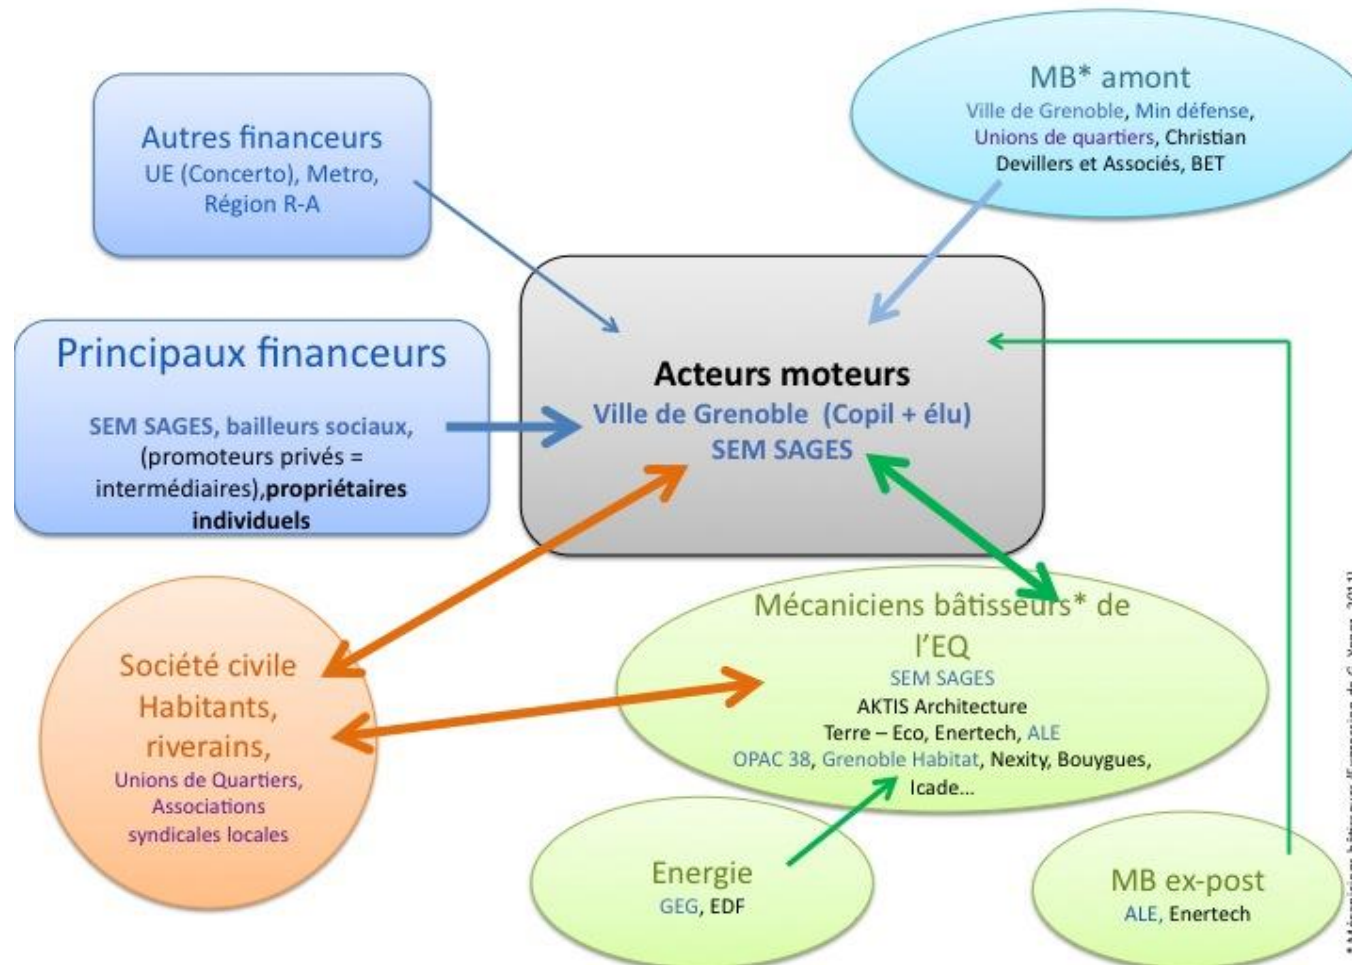 Autres financeurs
UE (Concerto), Metro,
Région R-A
MB* amont
Ville de Grenoble, Min défense,
Unions de quartiers, Christian
Devillers et Associés, BET
Principaux financeurs
SEM SAGES, bailleurs sociaux,
(promoteurs privés =
intermédiaires),propriétaires
individuels
Acteurs moteurs
Ville de Grenoble (Copil + élu)
SEM SAGES
Société civile
Habitants,
riverains,
Unions de Quartiers,
Associations
syndicales locales
Mécaniciens bâtisseurs* de
l’EQ
SEM SAGES
AKTIS Architecture
Terre – Eco, Enertech, ALE
OPAC 38, Grenoble Habitat, Nexity, Bouygues,
Icade…
Energie
GEG, EDF
MB ex-post
ALE, Enertech